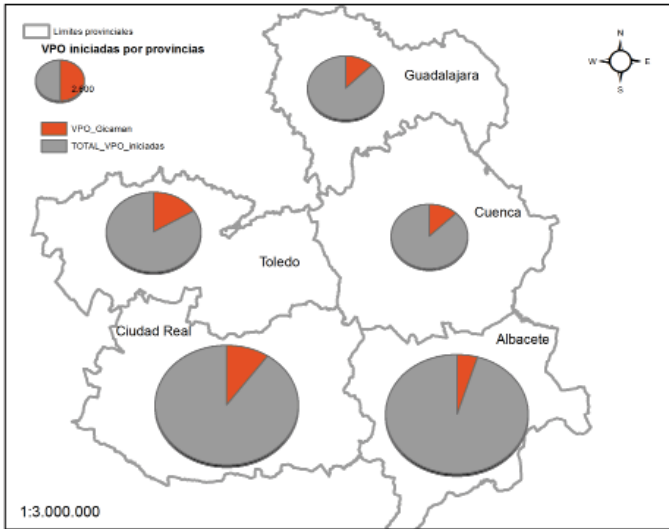 Límites provinciales
VPO iniciadas por provincias
2.600
VPO_Gicaman
TOTAL_VPO_iniciadas
N
W
E
S
Guadalajara
Cuenca
Toledo
Ciudad Real
Albacete
1:3.000.000